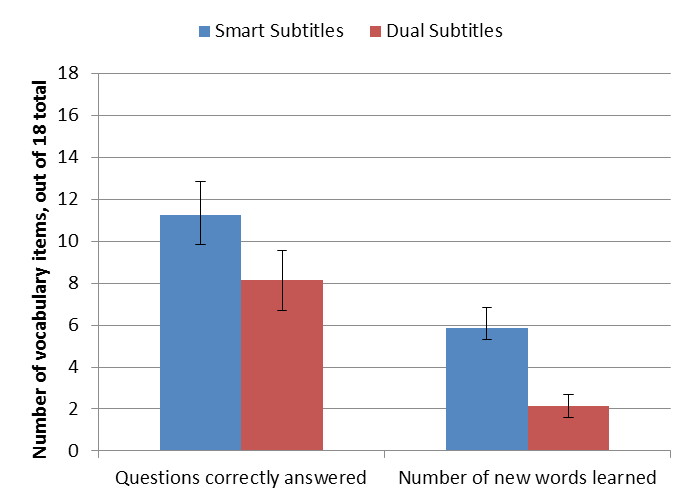 Smart Subtitles
Dual Subtitles
Number of vocabulary items, out of 18 total
18
16
14
12
10
8
6
4
2
0
Questions correctly answered
Number of new words learned